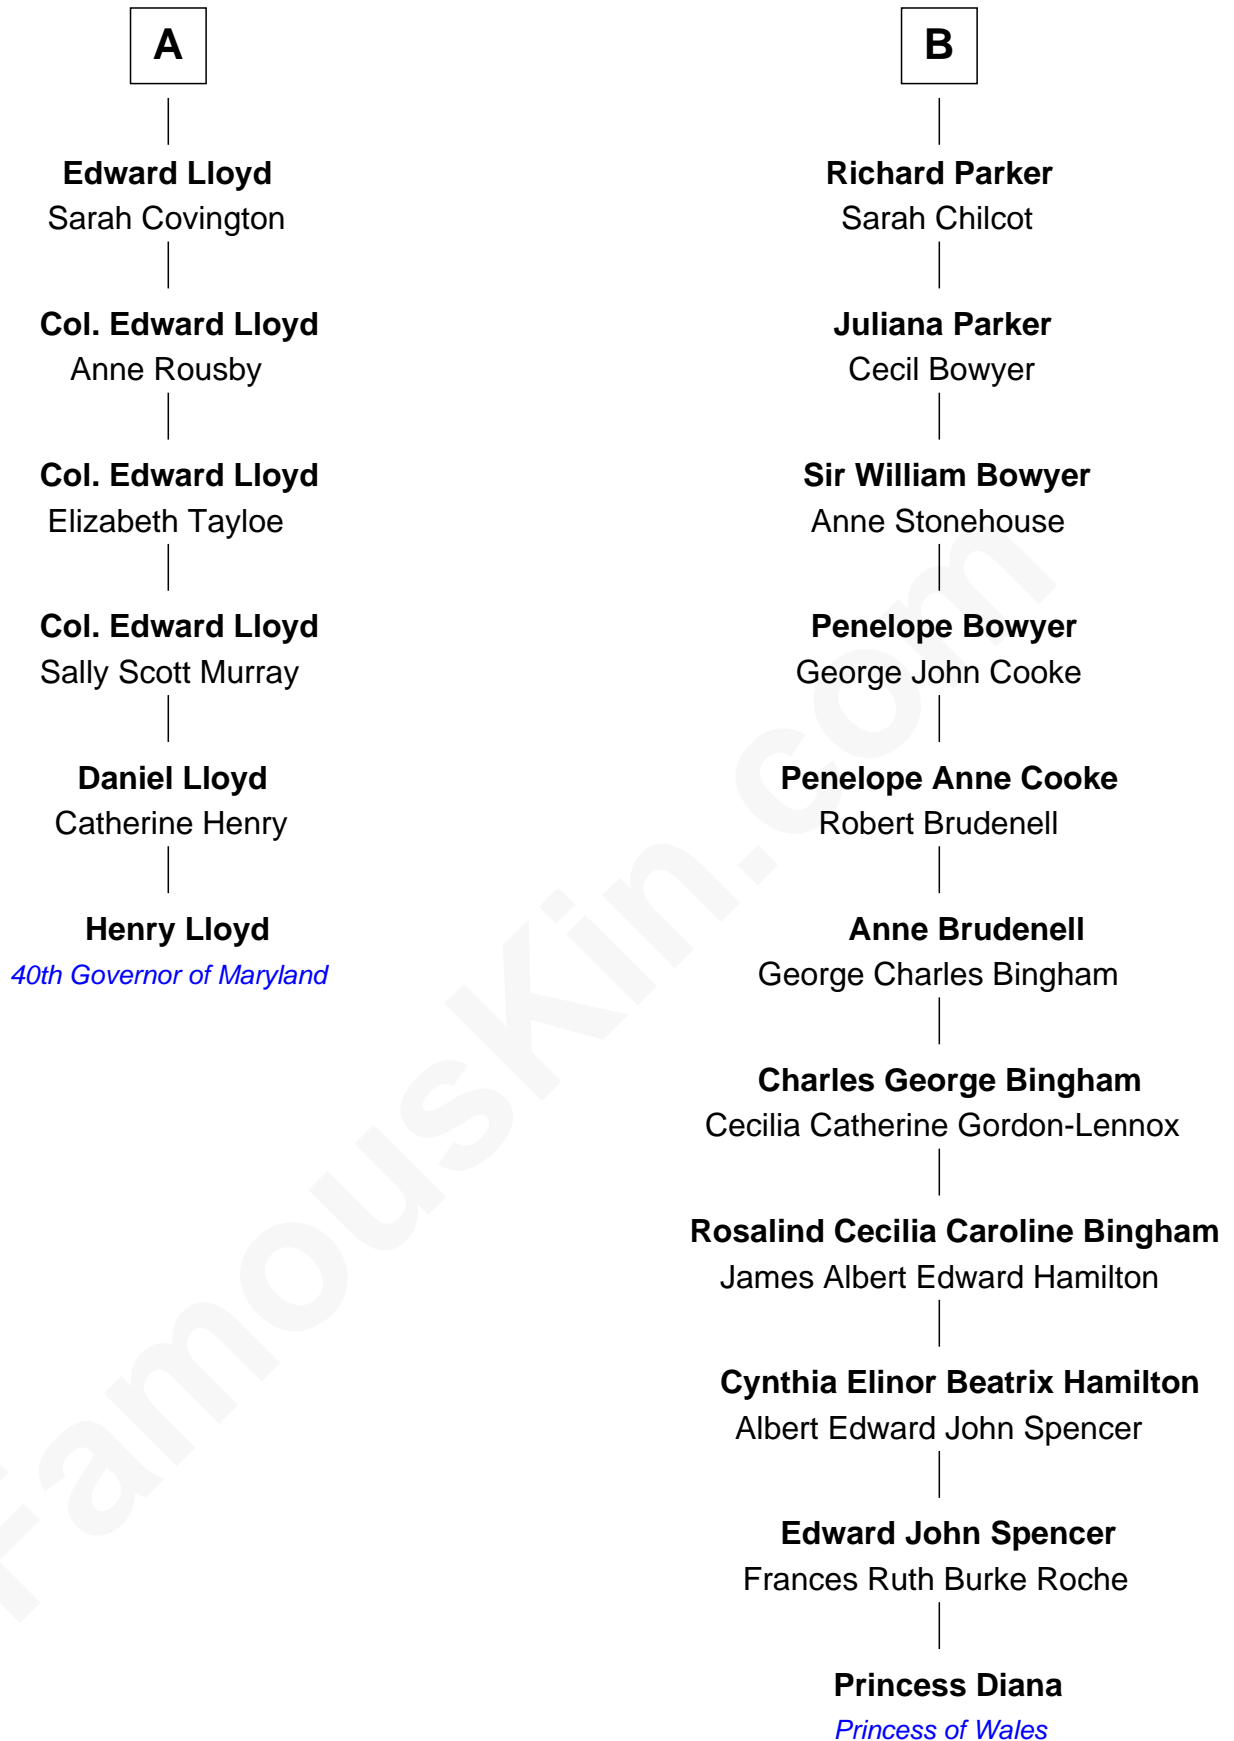 A
Edward Lloyd
Sarah Covington
Col. Edward Lloyd
Anne Rousby
Col. Edward Lloyd
Elizabeth Tayloe
Col. Edward Lloyd
Sally Scott Murray
Daniel Lloyd
Catherine Henry
Henry Lloyd
40th Governor of Maryland
B
Richard Parker
Sarah Chilcot
Juliana Parker
Cecil Bowyer
Sir William Bowyer
Anne Stonehouse
Penelope Bowyer
George John Cooke
Penelope Anne Cooke
Robert Brudenell
Anne Brudenell
George Charles Bingham
Charles George Bingham
Cecilia Catherine Gordon-Lennox
Rosalind Cecilia Caroline Bingham
James Albert Edward Hamilton
Cynthia Elinor Beatrix Hamilton
Albert Edward John Spencer
Edward John Spencer
Frances Ruth Burke Roche
Princess Diana
Princess of Wales
FamousKin.com